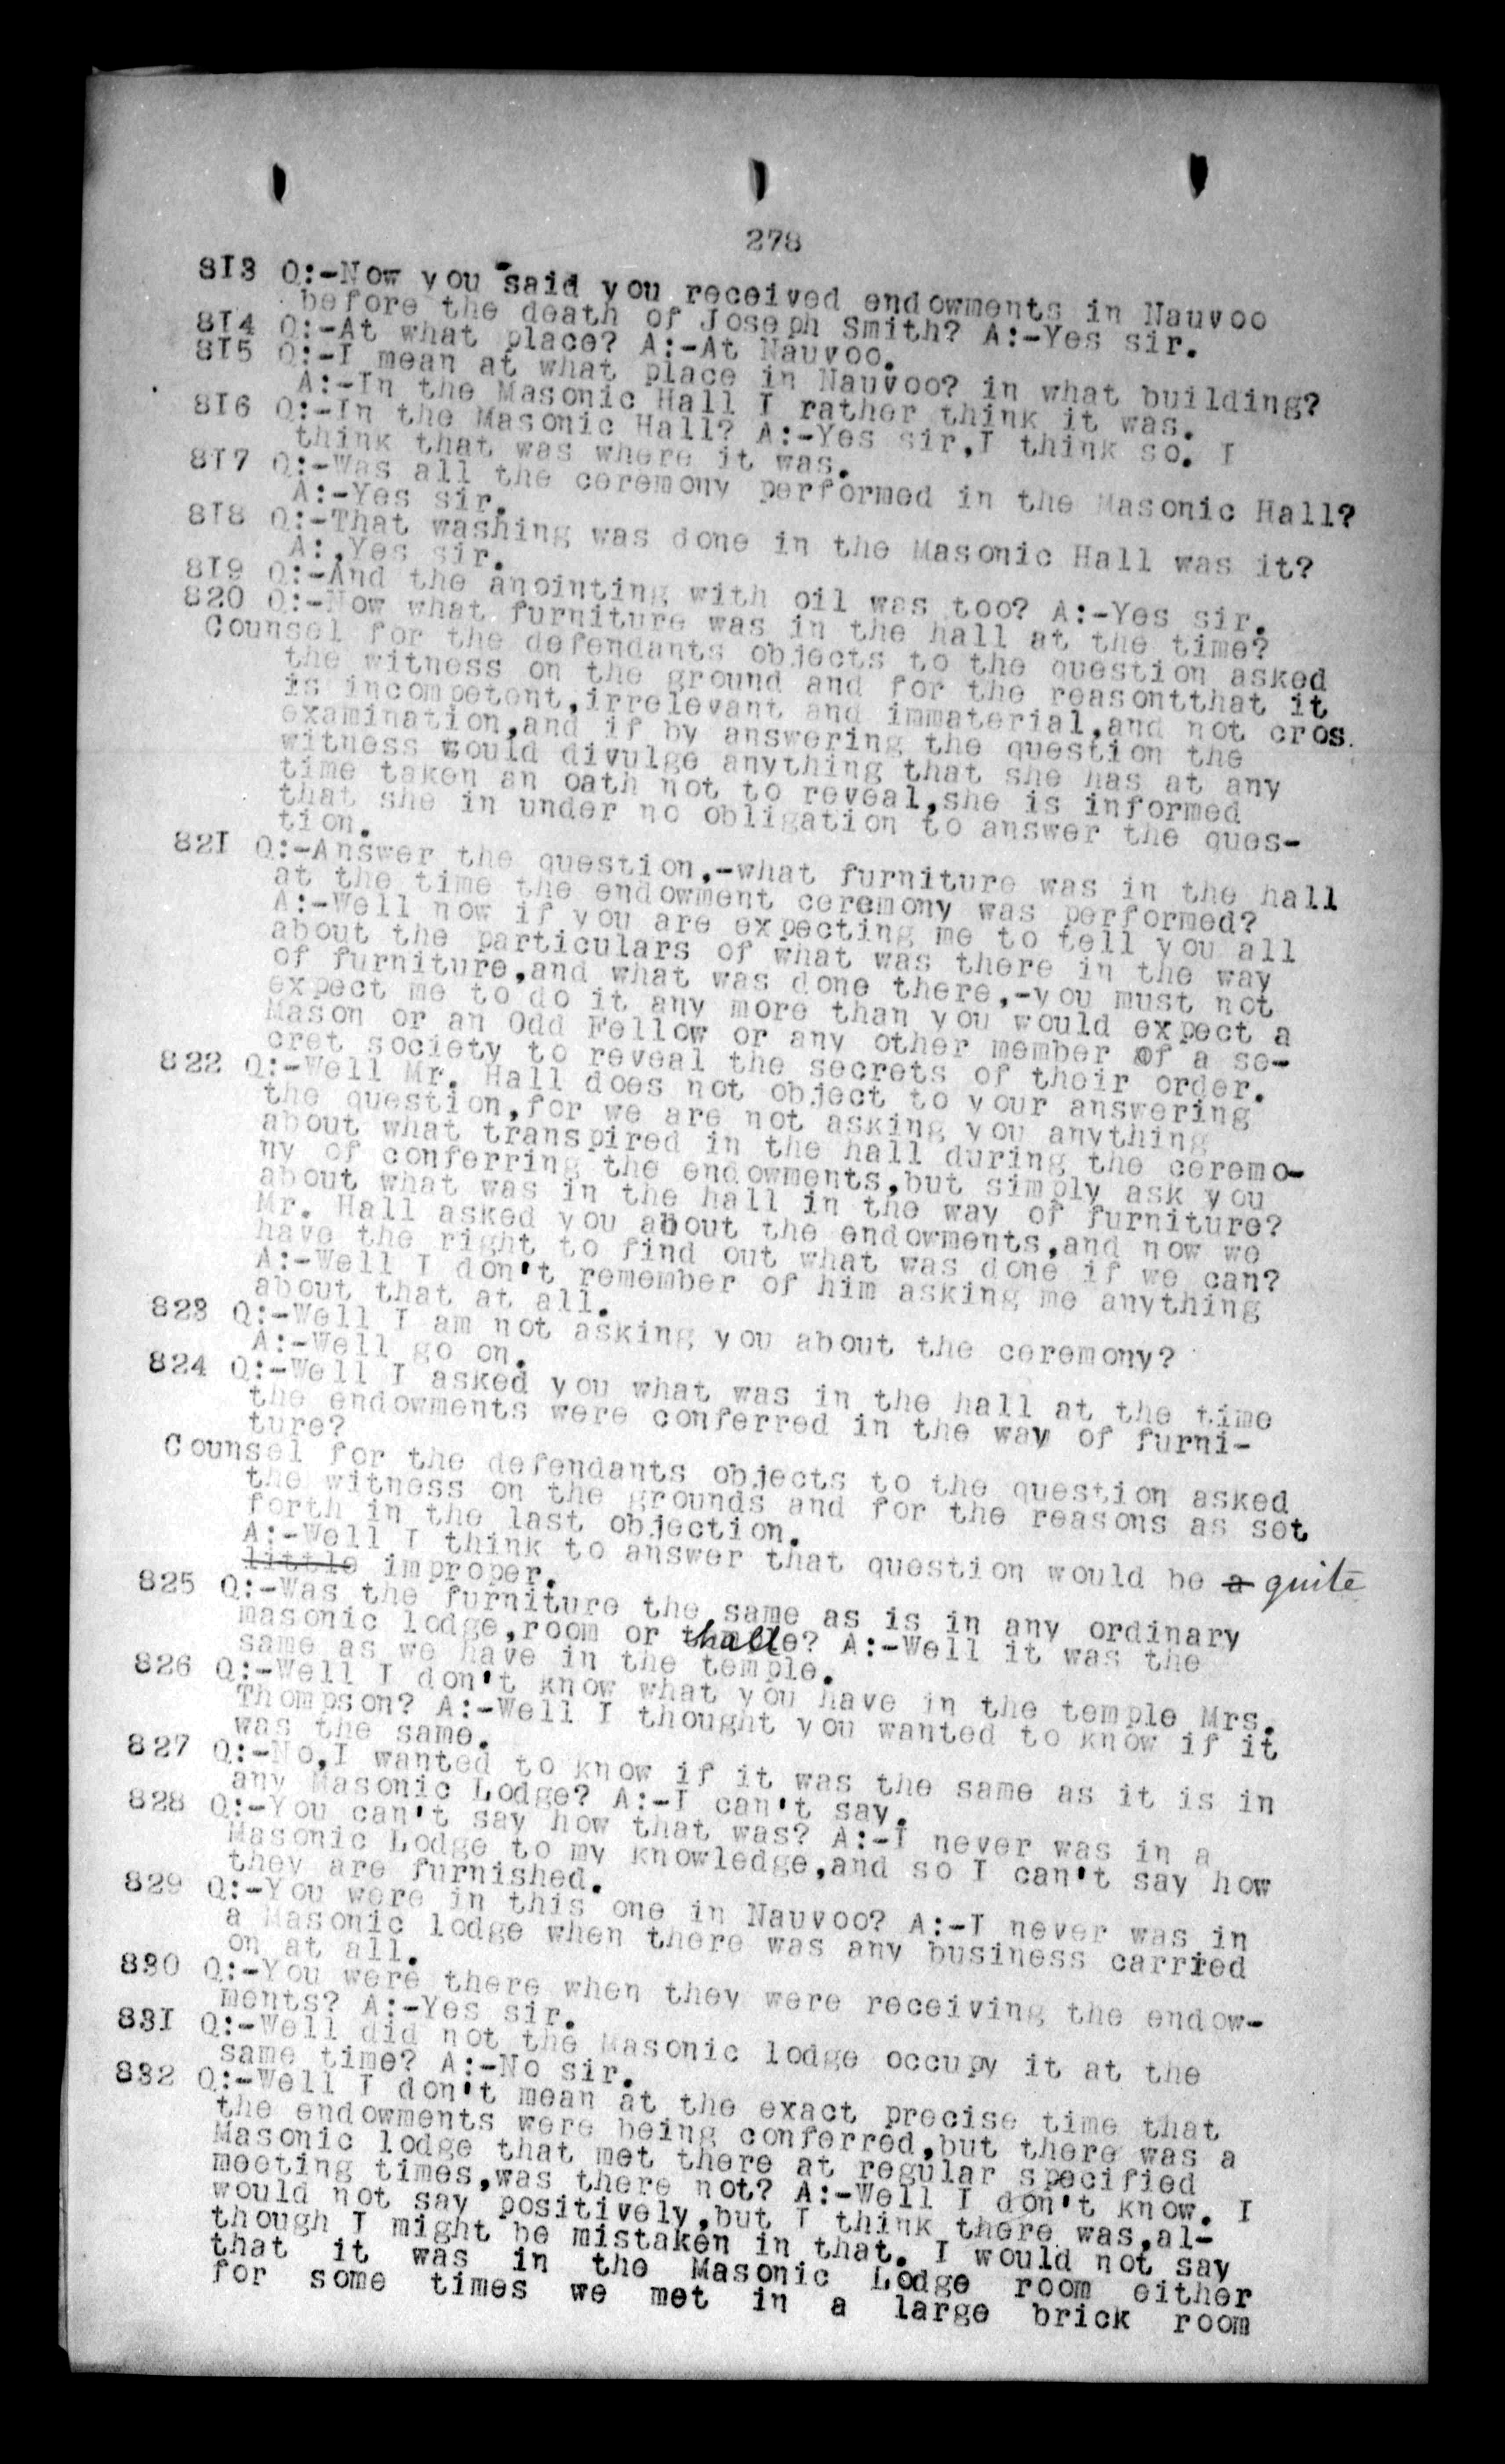 278
813 Q:-Now you said you received endowments in Nauvoo
before the death of Joseph Smith? A:-Yes sir.
814 Q:-At what place? A:-At Nauvoo.
815 Q:-I mean at what place in Nauvoo? in what building?
A:-In the Masonic Hall I rather think it was.
816 Q:-In the Masonic Hall? A:-Yes sir,I think so. I
think that was where it was.
817 Q:-Was all the ceremony performed in the Masonic Hall?
A:-Yes sir.
818 Q:-That washing was done in the Masonic Hall was it?
A:,Yes sir.
819 Q:-And the anointing with oil was too? A:-Yes sir.
820 Q:-Now what furniture was in the hall at the time?
Counsel for the defendants objects to the question asked
the witness on the ground and for the reasontthat it
is incompetent,irrelevant and immaterial,and not cros
examination,and if by answering the question the
witness would divulge anything that she has at any
time taken an oath not to reveal,she is informed
that she in under no obligation to answer the ques-
tion.
821 Q:-Answer the question,-what furniture was in the hall
at the time the endowment ceremony was performed?
A:-Well now if you are expecting me to tell you all
about the particulars of what was there in the way
of furniture,and what was done there,-you must not
expect me to do it any more than you would expect a
Mason or an Odd Fellow or any other member of a se-
cret society to reveal the secrets of their order.
822 Q:-Well Mr. Hall does not object to your answering
the question,for we are not asking you anything
about what transpired in the hall during the ceremo-
ny of conferring the endowments,but simply ask you
about what was in the hall in the way of furniture?
Mr. Hall asked you about the endowments,and now we
have the right to find out what was done if we can?
A:-Well I don't remember of him asking me anything
about that at all.
823 Q:-Well I am not asking you about the ceremony?
A:-Well go on.
824 Q:-Well I asked you what was in the hall at the time
the endowments were conferred in the way of furni-
ture?
Counsel for the defendants objects to the question asked
the witness on the grounds and for the reasons as set
forth in the last objection.
A:-Well I think to answer that question would be a quite
little improper.
825 Q:-Was the furniture the same as is in any ordinary
masonic lodge,room or hall? A:-Well it was the
same as we have in the temple.
826 Q:-Well I don't know what you have in the temple Mrs.
Thompson? A:-Well I thought you wanted to know if it
was the same.
827 Q:-No,I wanted to know if it was the same as it is in
any Masonic Lodge? A:-I can't say.
828 Q:-You can't say how that was? A:-I never was in a
Masonic Lodge to my knowledge,and so I can't say how
they are furnished.
829 Q:-You were in this one in Nauvoo? A:-I never was in
a Masonic lodge when there was any business carried
on at all.
830 Q:-You were there when they were receiving the endow-
ments? A:-Yes sir.
831 Q:-Well did not the Masonic lodge occupy it at the
same time? A:-No sir.
832 Q:-Well I don't mean at the exact precise time that
the endowments were being conferred,but there was a
Masonic lodge that met there at regular specified
meeting times,was there not? A:-Well I don't know. I
would not say positively,but I think there was,al-
though I might be mistaken in that. I would not say
that it was in the Masonic Lodge room either
for some times we met in a large brick room